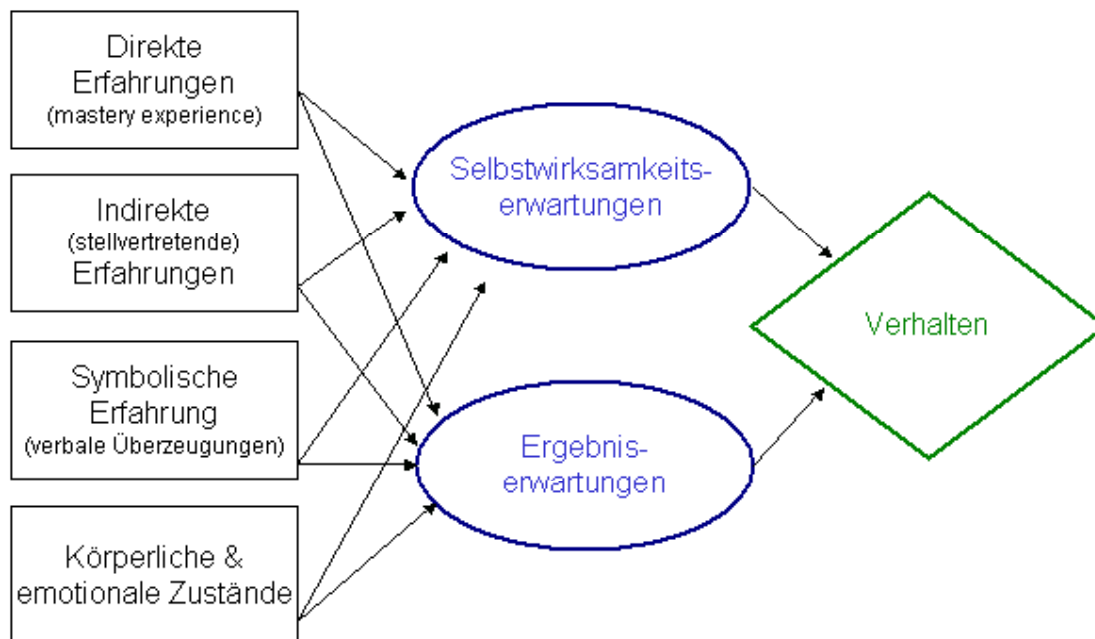 Direkte
Erfahrungen
(mastery experience)
Indirekte
(stellvertretende)
Erfahrungen
Symbolische
Erfahrung
(verbale Überzeugungen)
Körperliche &
emotionale Zustände
Selbstwirksamkeits-
erwartungen
Ergebnis-
erwartungen
Verhalten